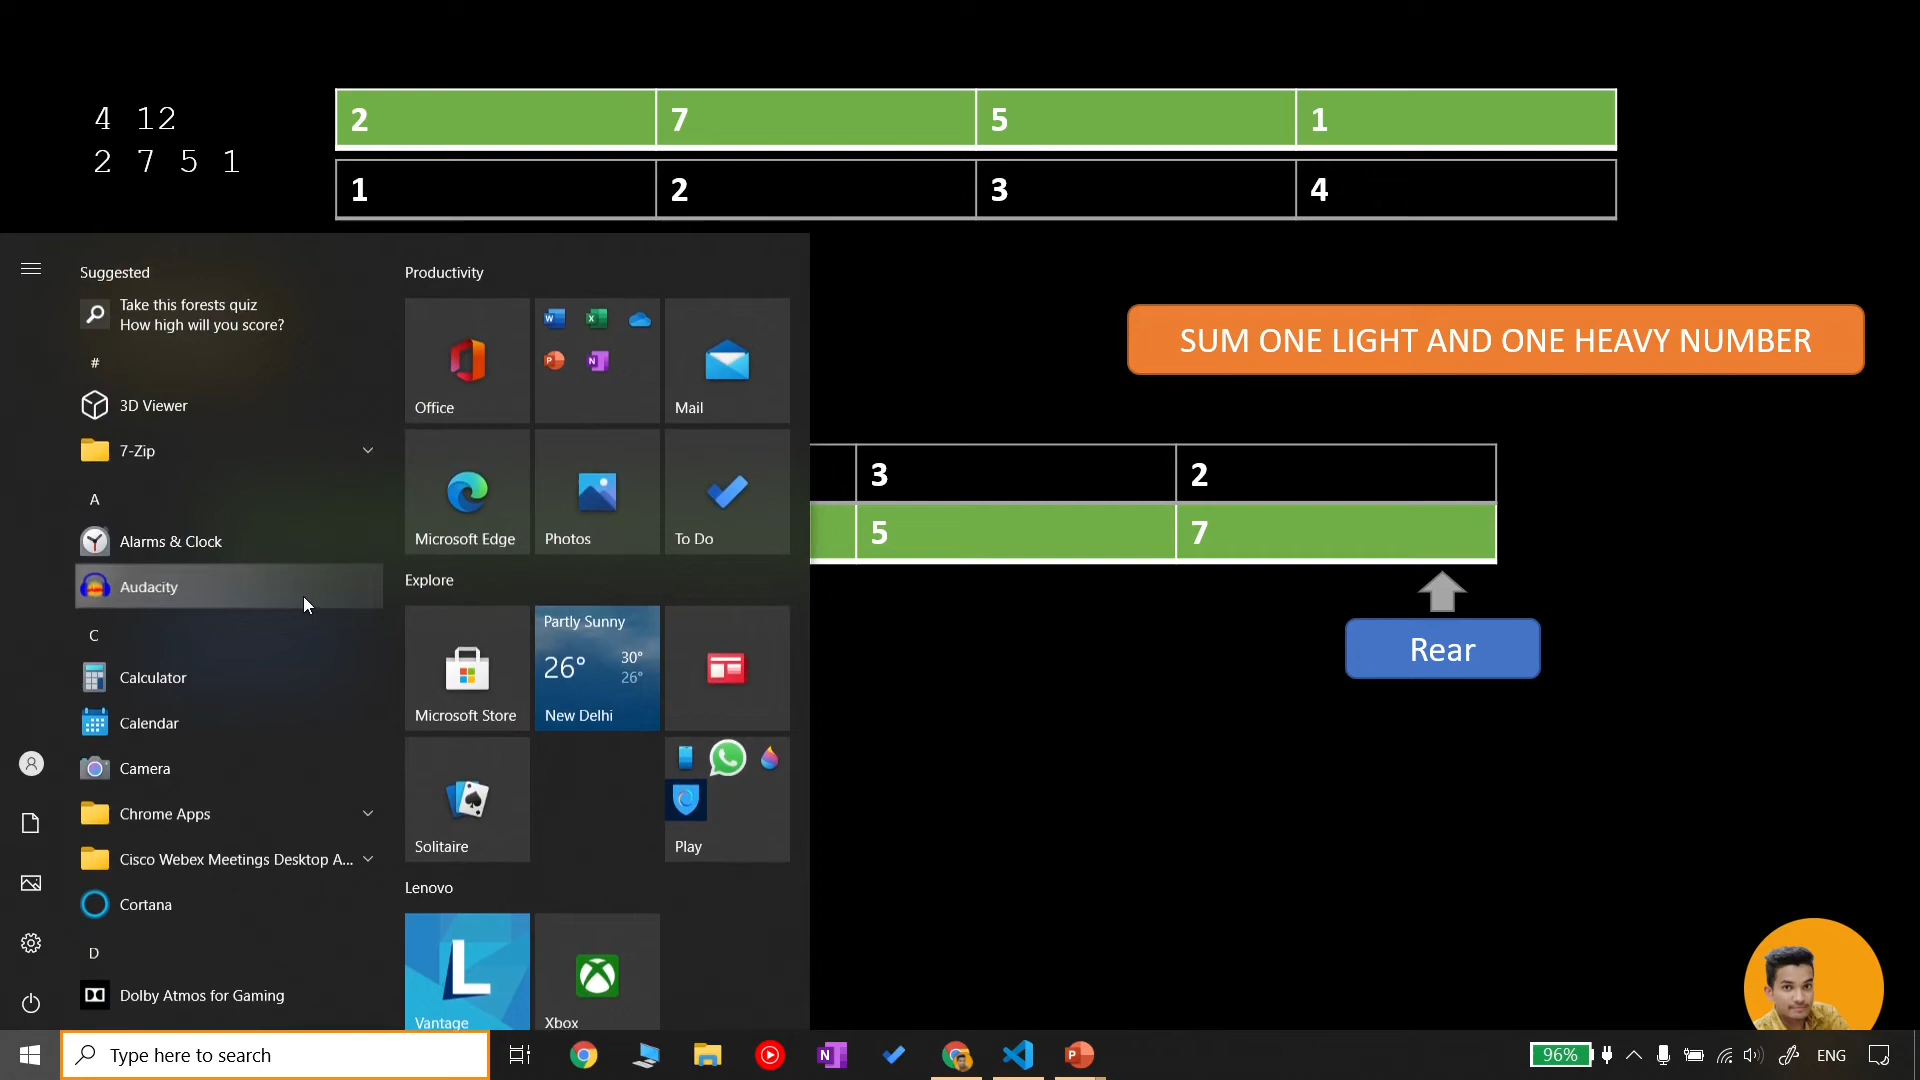 4 12
2 7 5 1
2 7 5 1
1 2 3 4
Suggested
Take this forests quiz
How high will you score?
#
3D Viewer
7-Zip
A
Alarms & Clock
Audacity
C
Calculator
Calendar
Camera
Chrome Apps
Cisco Webex Meetings Desktop A...
Cortana
D
Dolby Atmos for Gaming
Productivity
Office
Mail
Microsoft Edge
Photos
To Do
Explore
Microsoft Store
Partly Sunny
26° 30°
26°
New Delhi
Solitaire
Play
Lenovo
Vantage
Xbox
SUM ONE LIGHT AND ONE HEAVY NUMBER
3 2
5 7
Rear
Type here to search
96%
ENG